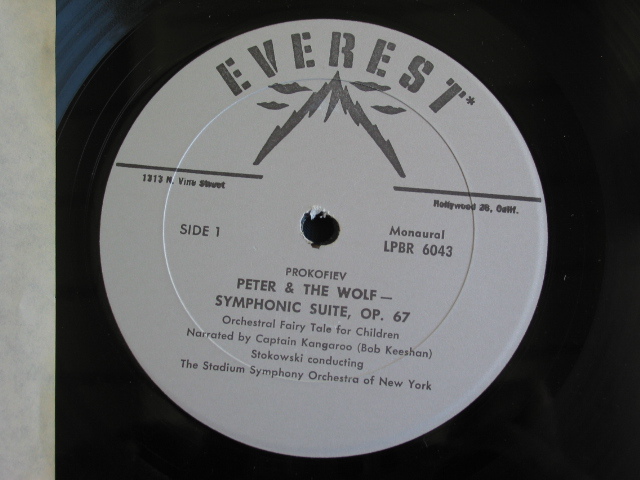 EVEREST*
1313 N. Vine Street
Hollywood 28, Calif.
SIDE 1
Monaural
LPBR 6043
PROKOFIEV
PETER & THE WOLF—
SYMPHONIC SUITE, OP. 67
Orchestral Fairy Tale for Children
Narrated by Captain Kangaroo (Bob Keeshan)
Stokowski conducting
The Stadium Symphony Orchestra of New York